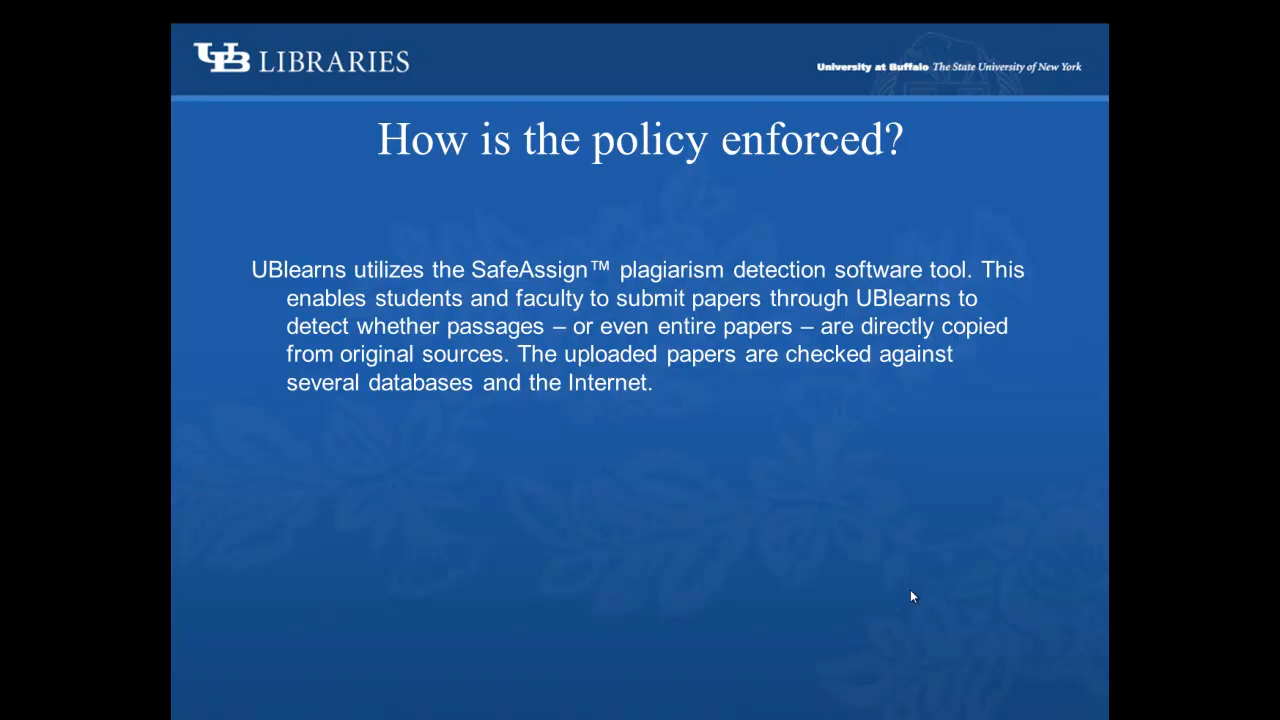 UB LIBRARIES
University at Buffalo The State University of New York
How is the policy enforced?
UBlearns utilizes the SafeAssign™ plagiarism detection software tool. This
enables students and faculty to submit papers through UBlearns to
detect whether passages – or even entire papers – are directly copied
from original sources. The uploaded papers are checked against
several databases and the Internet.